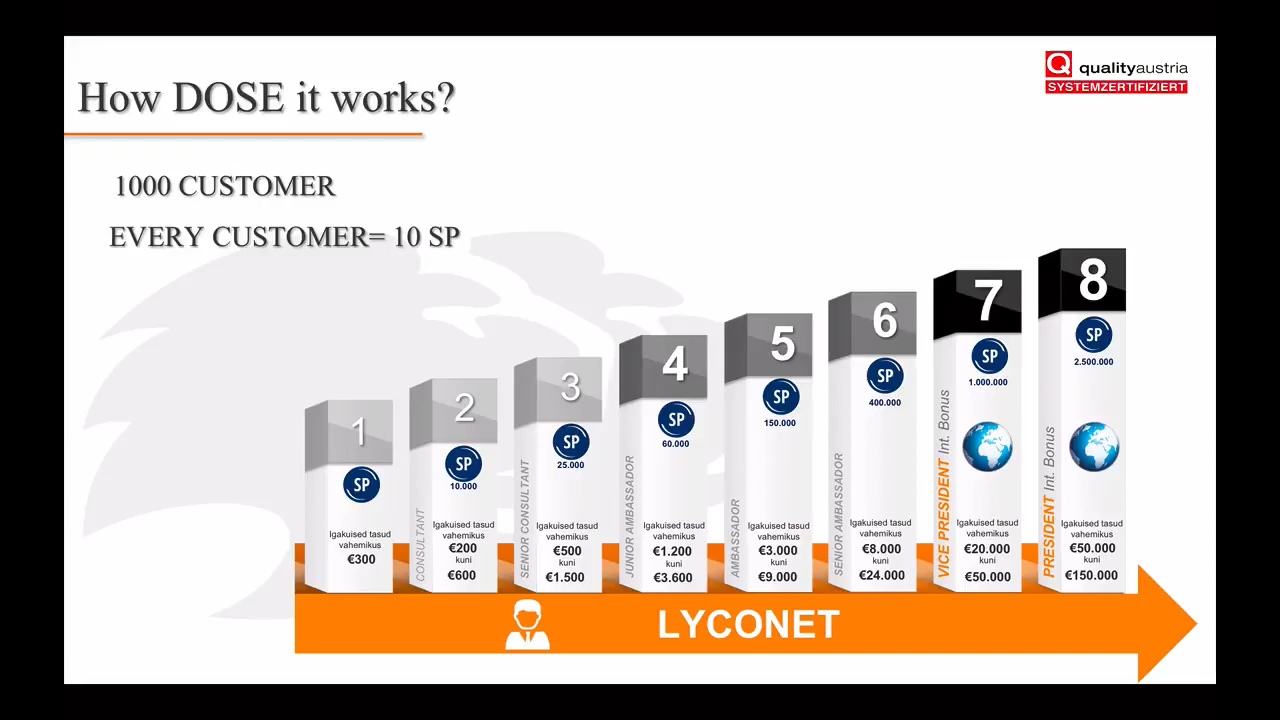 How DOSE it works?
Q qualityaustria
SYSTEMZERTIFIZIERT
1000 CUSTOMER
EVERY CUSTOMER= 10 SP
1
SP
Igakuised tasud
vahemikus
€300
2
SP
10.000
CONSULTANT
Igakuised tasud
vahemikus
€200
kuni
€600
3
SP
25.000
SENIOR CONSULTANT
Igakuised tasud
vahemikus
€500
kuni
€1.500
4
SP
60.000
JUNIOR AMBASSADOR
Igakuised tasud
vahemikus
€1.200
kuni
€3.600
5
SP
150.000
AMBASSADOR
Igakuised tasud
vahemikus
€3.000
kuni
€9.000
6
SP
400.000
SENIOR AMBASSADOR
Igakuised tasud
vahemikus
€8.000
kuni
€24.000
7
SP
1.000.000
VICE PRESIDENT Int. Bonus
Igakuised tasud
vahemikus
€20.000
kuni
€50.000
8
SP
2.500.000
PRESIDENT Int. Bonus
Igakuised tasud
vahemikus
€50.000
kuni
€150.000
LYCONET